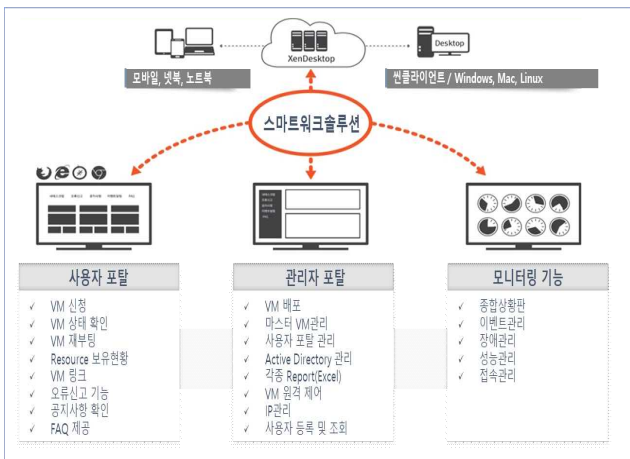 XenDesktop
Desktop
모바일, 넷북, 노트북
씬클라이언트 / Windows, Mac, Linux
스마트워크솔루션
사용자 포탈
✓ VM 신청
✓ VM 상태 확인
✓ VM 재부팅
✓ Resource 보유현황
✓ VM 링크
✓ 오류신고 기능
✓ 공지사항 확인
✓ FAQ 제공
관리자 포탈
✓ VM 배포
✓ 마스터 VM관리
✓ 사용자 포탈 관리
✓ Active Directory 관리
✓ 각종 Report(Excel)
✓ VM 원격 제어
✓ IP관리
✓ 사용자 등록 및 조회
모니터링 기능
✓ 종합상황판
✓ 이벤트관리
✓ 장애관리
✓ 성능관리
✓ 접속관리